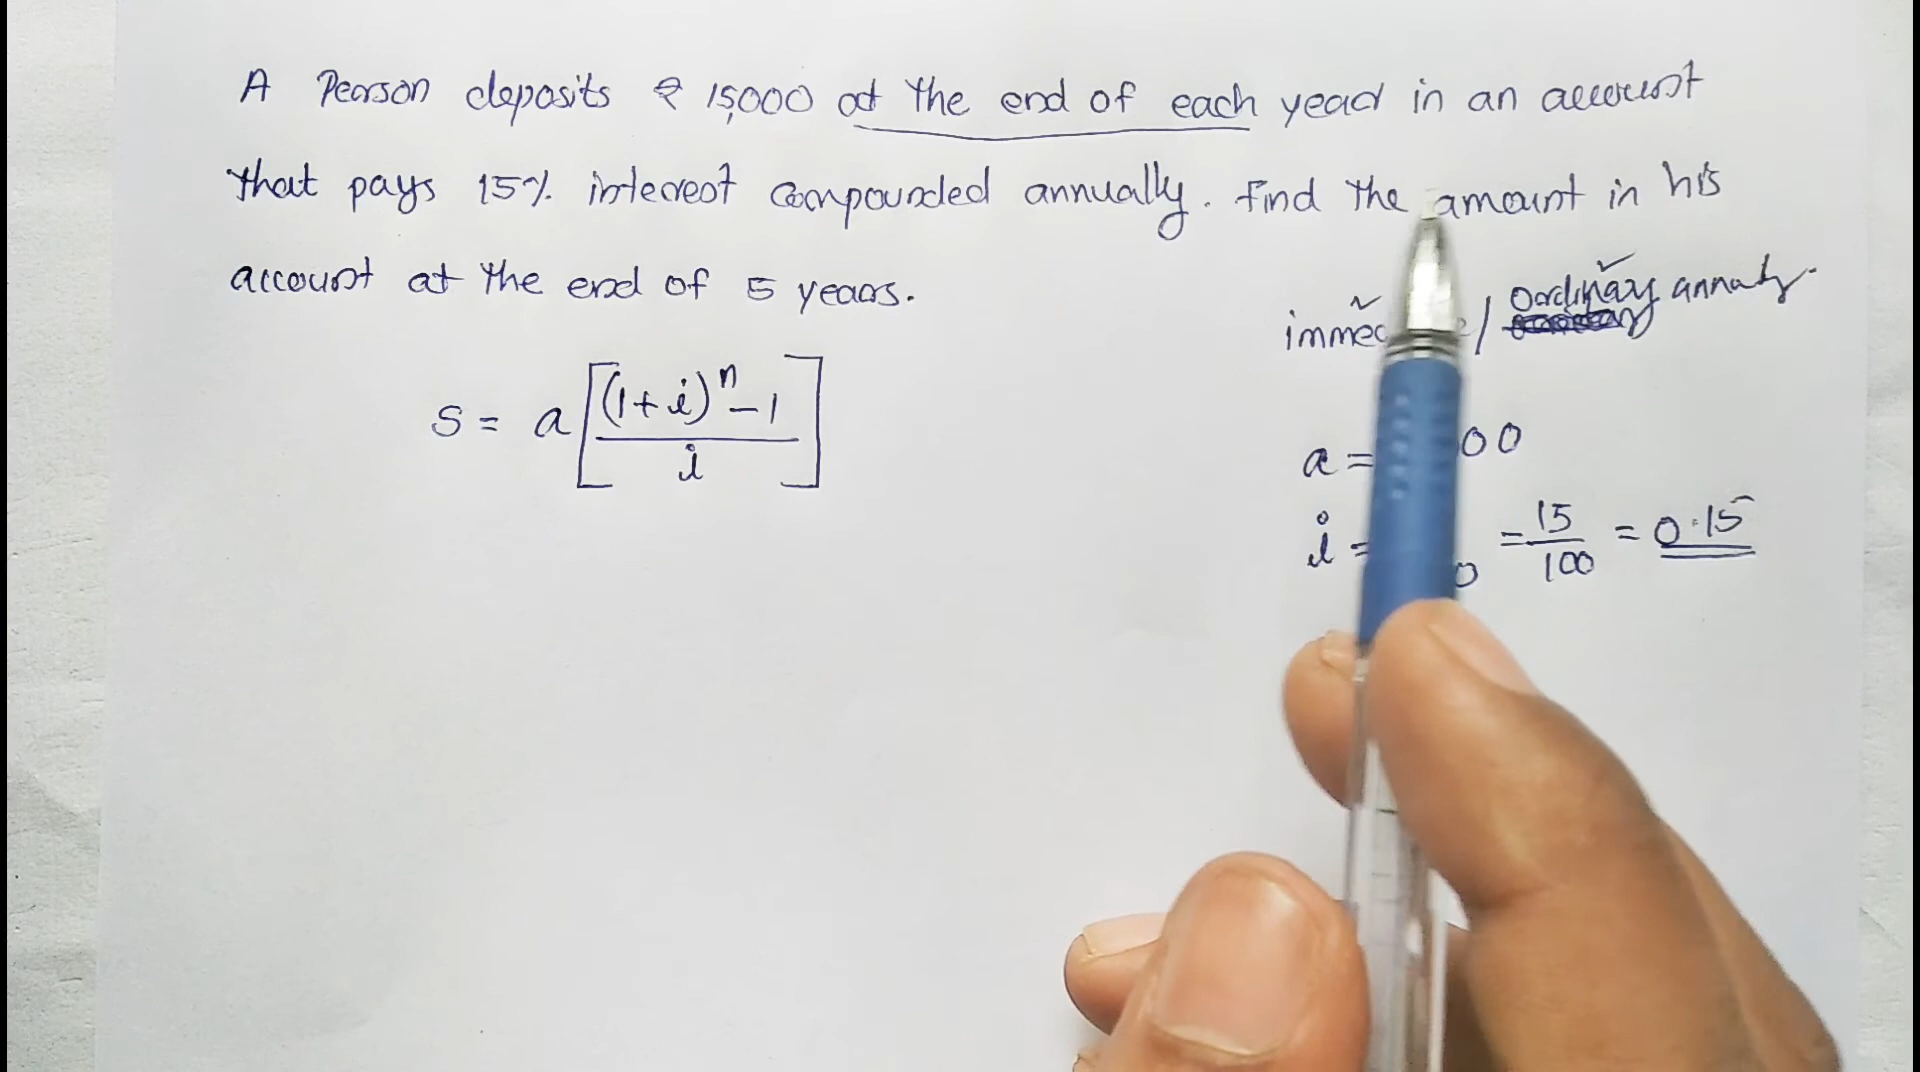 A Person deposits ₹ 15,000 at the end of each year in an account
that pays 15% interest compounded annually. Find the amount in his
account at the end of 5 years.
immed / Ordinary annuity.
S = a [ (1+i)ⁿ - 1 / i ]
a = 00
i = 0 = 15/100 = 0.15